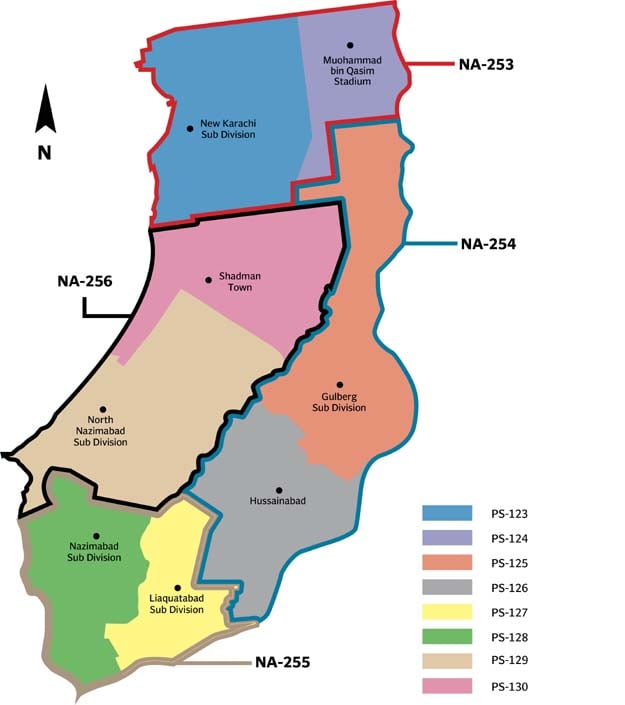 Muohammad
bin Qasim
Stadium
NA-253
New Karachi
Sub Division
N
NA-254
Shadman
Town
NA-256
Gulberg
Sub Division
North
Nazimabad
Sub Division
Hussainabad
PS-123
PS-124
Nazimabad
Sub Division
PS-125
PS-126
Liaquatabad
Sub Division
PS-127
PS-128
PS-129
NA-255
PS-130